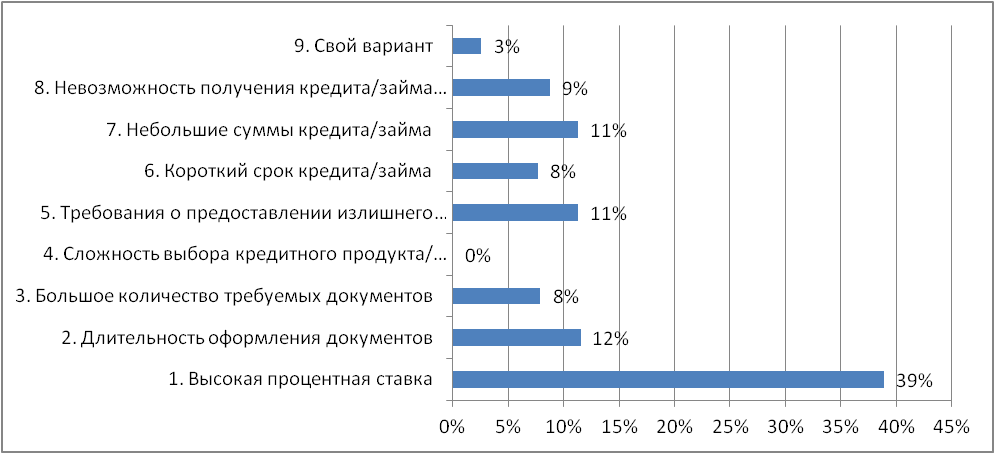 9. Свой вариант 3%
8. Невозможность получения кредита/займа... 9%
7. Небольшие суммы кредита/займа 11%
6. Короткий срок кредита/займа 8%
5. Требования о предоставлении излишнего... 11%
4. Сложность выбора кредитного продукта/... 0%
3. Большое количество требуемых документов 8%
2. Длительность оформления документов 12%
1. Высокая процентная ставка 39%
0% 5% 10% 15% 20% 25% 30% 35% 40% 45%